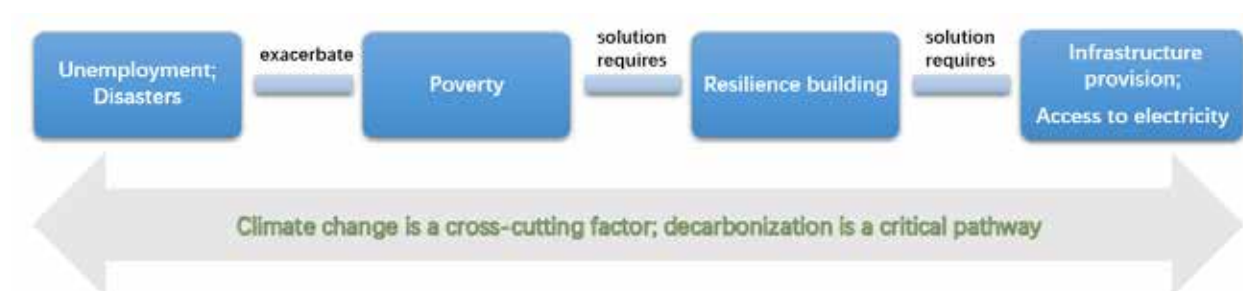 Unemployment;
Disasters
exacerbate
Poverty
solution
requires
Resilience building
solution
requires
Infrastructure
provision;
Access to electricity
Climate change is a cross-cutting factor; decarbonization is a critical pathway